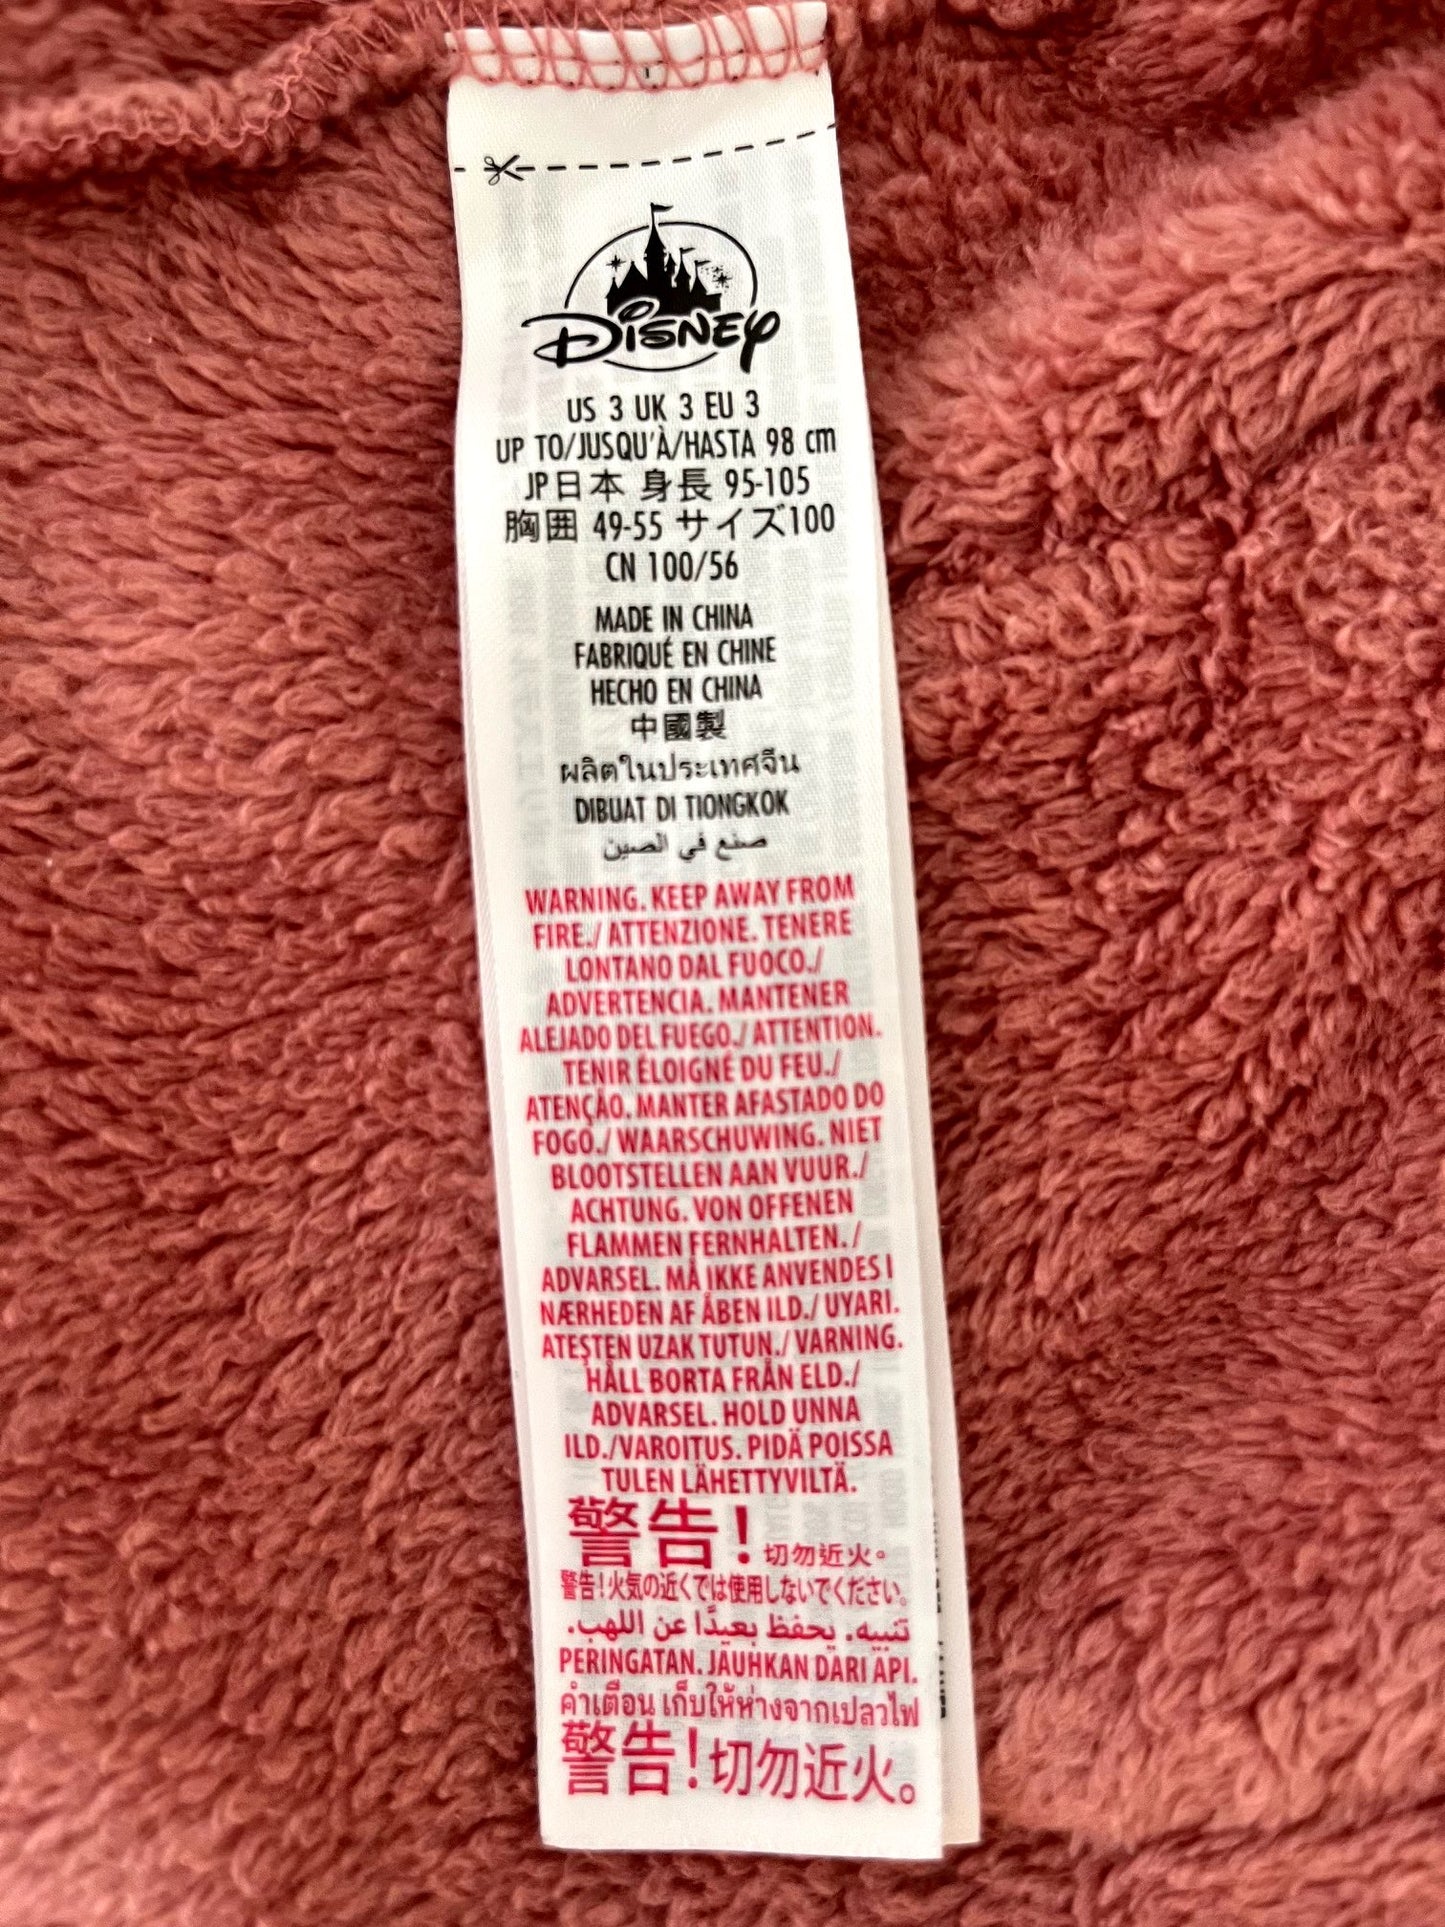 Disney
US 3 UK 3 EU 3
UP TO/JUSQU'À/HASTA 98 cm
JP日本 身長 95-105
胸囲 49-55 サイズ100
CN 100/56
MADE IN CHINA
FABRIQUÉ EN CHINE
HECHO EN CHINA
中國製
ผลิตในประเทศจีน
DIBUAT DI TIONGKOK
صنع في الصين
WARNING. KEEP AWAY FROM
FIRE./ ATTENZIONE. TENERE
LONTANO DAL FUOCO./
ADVERTENCIA. MANTENER
ALEJADO DEL FUEGO./ ATTENTION.
TENIR ÉLOIGNÉ DU FEU./
ATENÇÃO. MANTER AFASTADO DO
FOGO./ WAARSCHUWING. NIET
BLOOTSTELLEN AAN VUUR./
ACHTUNG. VON OFFENEN
FLAMMEN FERNHALTEN./
ADVARSEL. MÅ IKKE ANVENDES I
NÆRHEDEN AF ÅBEN ILD./ UYARI.
ATEŞTEN UZAK TUTUN./ VARNING.
HÅLL BORTA FRÅN ELD./
ADVARSEL. HOLD UNNA
ILD./VAROITUS. PIDÄ POISSA
TULEN LÄHETTYVILTÄ.
警告！切勿近火。
警告！火気の近くでは使用しないでください。
تنبيه. يحفظ بعيدًا عن اللهب.
PERINGATAN. JAUHKAN DARI API.
คำเตือน เก็บให้ห่างจากเปลวไฟ
警告！切勿近火。